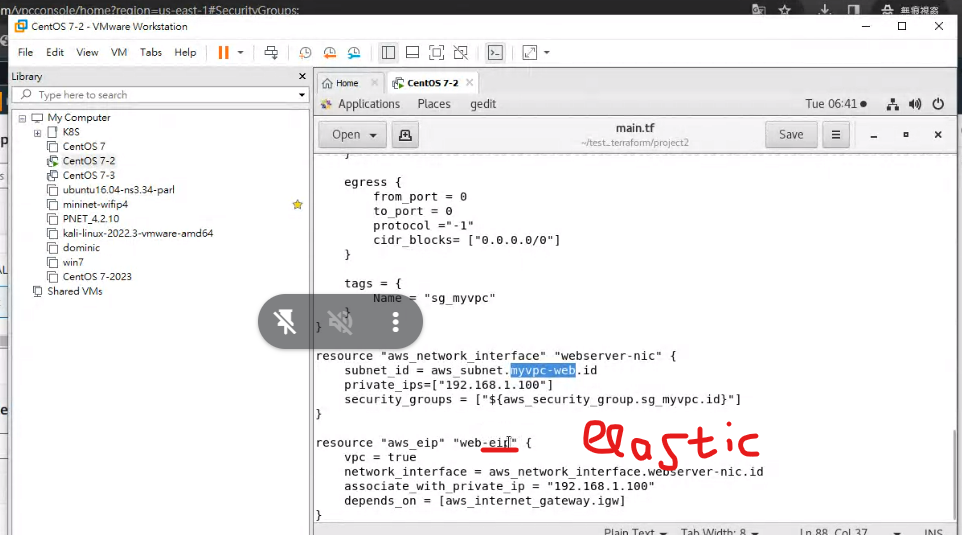 m/vpcconsole/home?region=us-east-1#SecurityGroups:
無痕視窗
CentOS 7-2 - VMware Workstation
File Edit View VM Tabs Help
Library
Type here to search
My Computer
K8S
CentOS 7
CentOS 7-2
CentOS 7-3
ubuntu16.04-ns3.34-parl
mininet-wifip4
PNET_4.2.10
kali-linux-2022.3-vmware-amd64
dominic
win7
CentOS 7-2023
Shared VMs
Home CentOS 7-2
Applications Places gedit Tue 06:41
Open main.tf Save
~/test_terraform/project2
}
egress {
from_port = 0
to_port = 0
protocol ="-1"
cidr_blocks= ["0.0.0.0/0"]
}
tags = {
Name = "sg_myvpc"
}
}
resource "aws_network_interface" "webserver-nic" {
subnet_id = aws_subnet.myvpc-web.id
private_ips=["192.168.1.100"]
security_groups = ["${aws_security_group.sg_myvpc.id}"]
}
resource "aws_eip" "web-eip" {
elastic
vpc = true
network_interface = aws_network_interface.webserver-nic.id
associate_with_private_ip = "192.168.1.100"
depends_on = [aws_internet_gateway.igw]
}
Plain Text Tab Width: 8 Ln 88, Col 37 INS